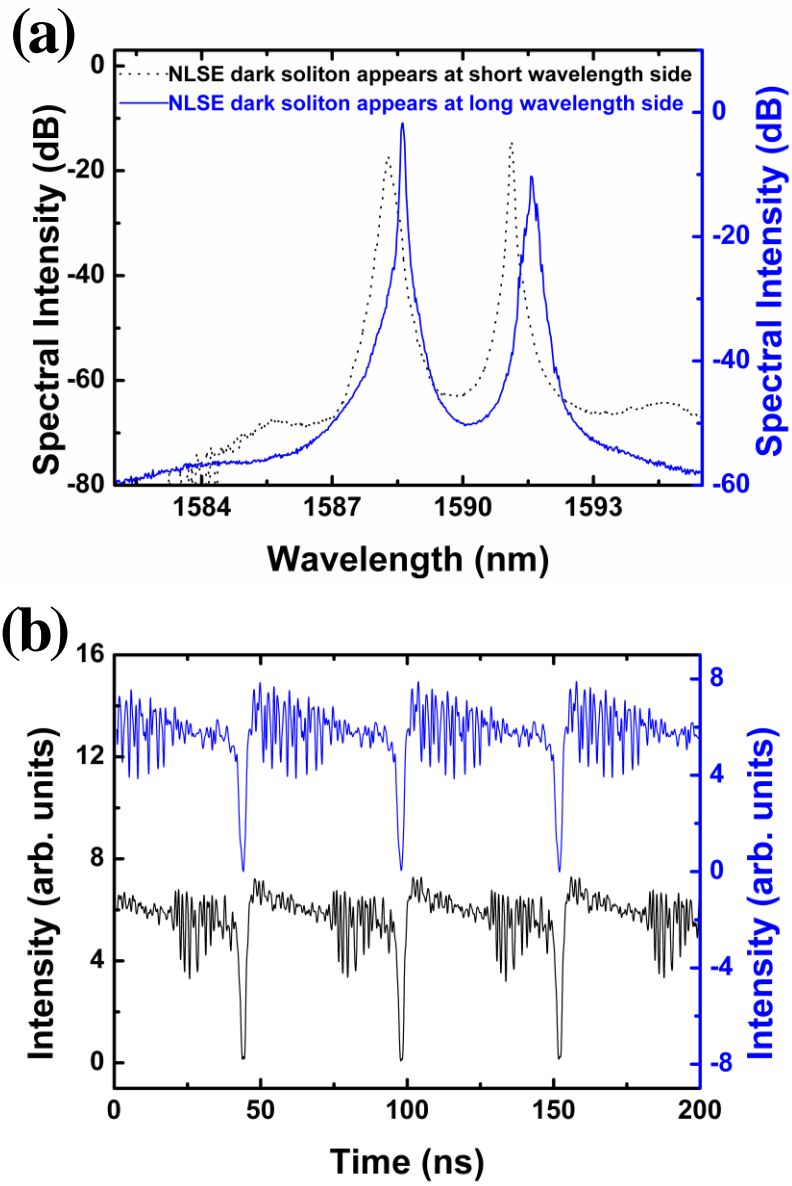 (a)
NLSE dark soliton appears at short wavelength side
NLSE dark soliton appears at long wavelength side
Spectral Intensity (dB)
0
-20
-40
-60
-80
Spectral Intensity (dB)
0
-20
-40
-60
1584
1587
1590
1593
Wavelength (nm)
(b)
Intensity (arb. units)
16
12
8
4
0
Intensity (arb. units)
8
4
0
-4
-8
0
50
100
150
200
Time (ns)